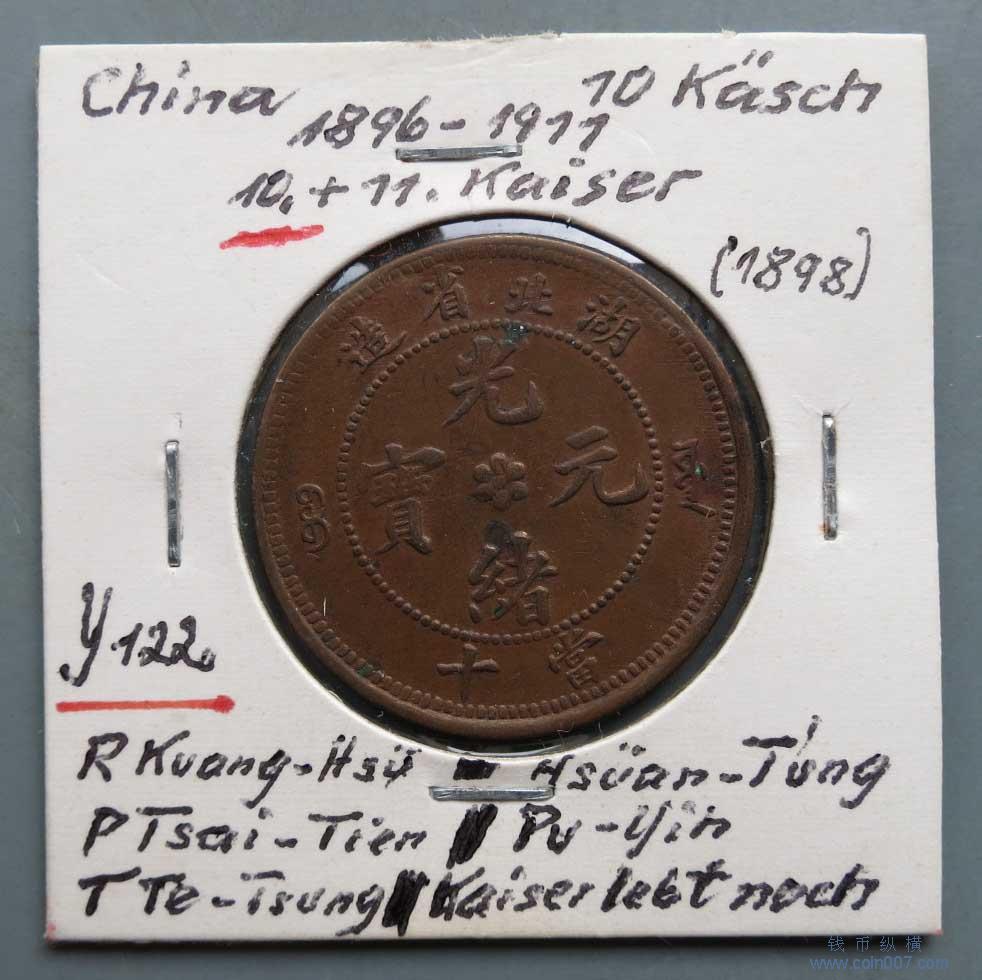 China 10 Käsch
1896-1911
10.+11. Kaiser
(1898)
湖北省造
光緒元寶
當十
Y 122.
R Kuang-Hsü - Hsüan-T'ung
P Tsai-Tien Pu-Yin
T Te-Tsung Kaiser lebt noch
钱币纵横
www.coin007.com